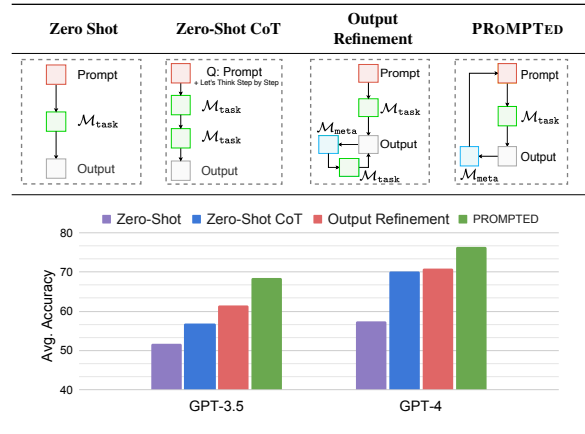 Zero Shot
Zero-Shot CoT
Output
Refinement
PROMPTED
Prompt
M_task
Output
Q: Prompt
+ Let's Think Step by Step
M_task
M_task
Output
Prompt
M_task
M_meta
Output
M_task
Prompt
M_task
Output
M_meta
Zero-Shot
Zero-Shot CoT
Output Refinement
PROMPTED
Avg. Accuracy
80
70
60
50
40
GPT-3.5
GPT-4